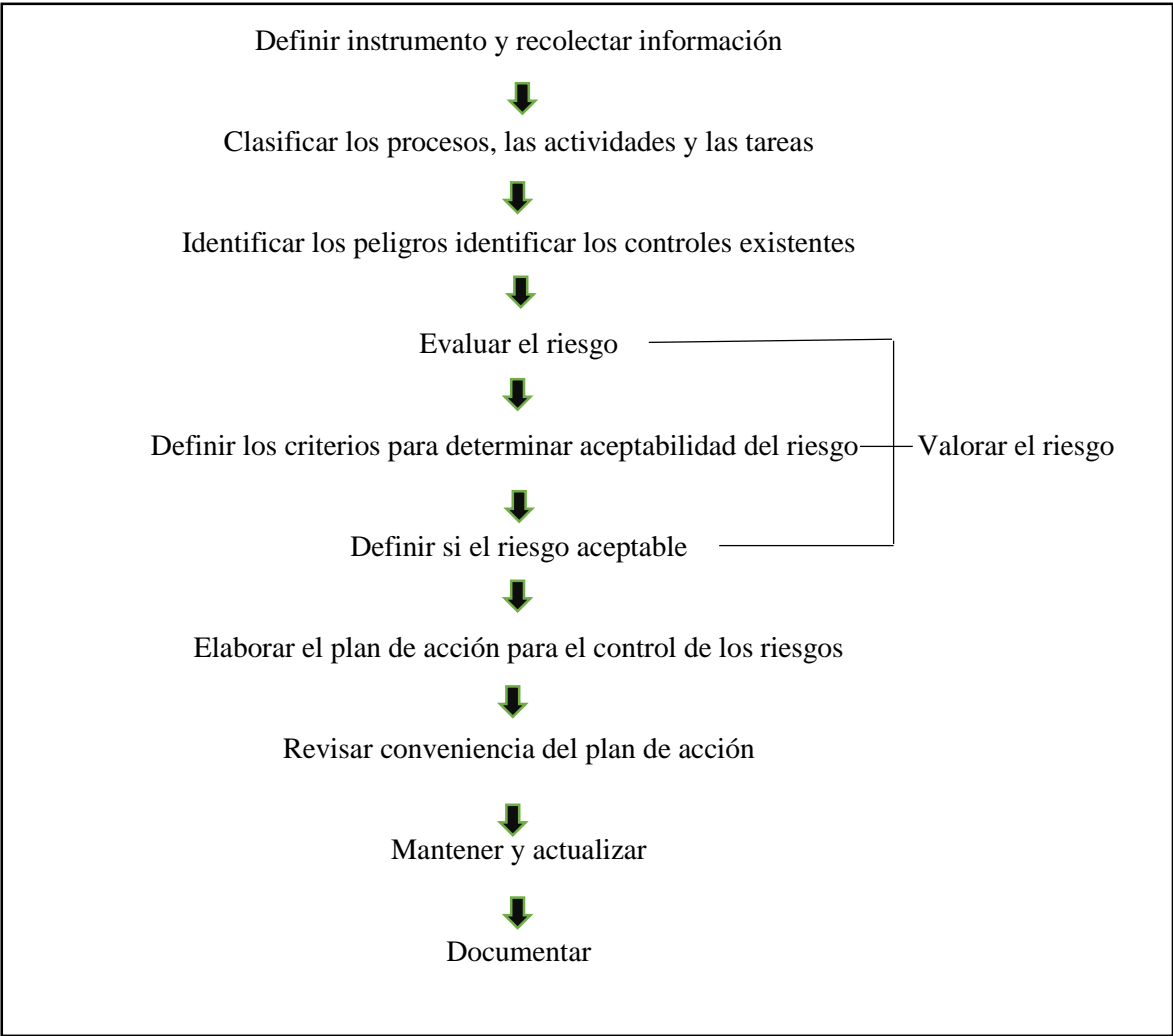 Definir instrumento y recolectar información
Clasificar los procesos, las actividades y las tareas
Identificar los peligros identificar los controles existentes
Evaluar el riesgo
Definir los criterios para determinar aceptabilidad del riesgo
Valorar el riesgo
Definir si el riesgo aceptable
Elaborar el plan de acción para el control de los riesgos
Revisar conveniencia del plan de acción
Mantener y actualizar
Documentar